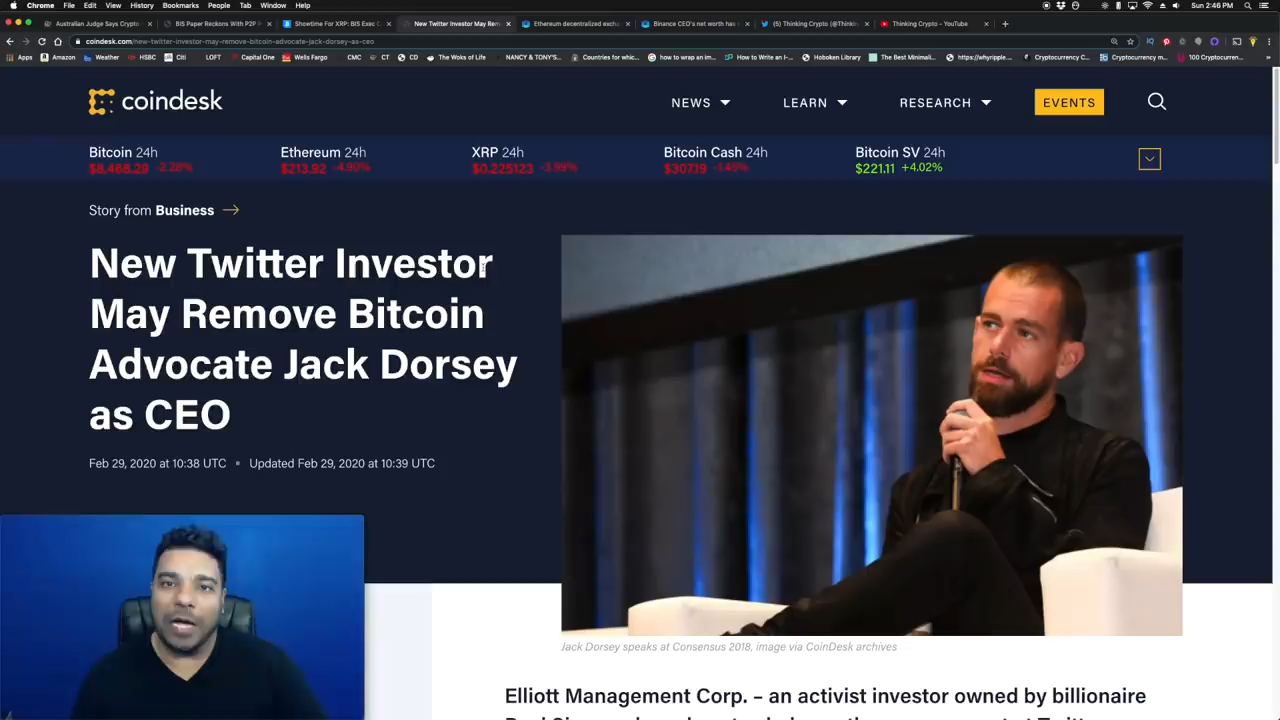 Chrome File Edit View History Bookmarks People Tab Window Help
Sun 2:46 PM
Australian Judge Says Crypto
BIS Paper Reckons With P2P
Showtime For XRP: BIS Exec C
New Twitter Investor May Rem
Ethereum decentralized excha
Binance CEO's net worth has
(5) Thinking Crypto (@Thinki
Thinking Crypto - YouTube
coindesk.com/new-twitter-investor-may-remove-bitcoin-advocate-jack-dorsey-as-ceo
Apps Amazon Weather HSBC Citi LOFT Capital One Wells Fargo CMC CT CD The Woks of Life NANCY & TONY'S... Countries for whic... how to wrap an im... How to Write an I-... Hoboken Library The Best Minimali... https://whyripple... Cryptocurrency C... Cryptocurrency m... 100 Cryptocurren... »
coindesk
NEWS LEARN RESEARCH EVENTS
Bitcoin 24h Ethereum 24h XRP 24h Bitcoin Cash 24h Bitcoin SV 24h
$8,468.29 -2.28% $213.92 -4.90% $0.225123 -3.99% $307.19 -1.45% $221.11 +4.02%
Story from Business
New Twitter Investor
May Remove Bitcoin
Advocate Jack Dorsey
as CEO
Feb 29, 2020 at 10:38 UTC Updated Feb 29, 2020 at 10:39 UTC
Jack Dorsey speaks at Consensus 2018, image via CoinDesk archives
Elliott Management Corp. – an activist investor owned by billionaire